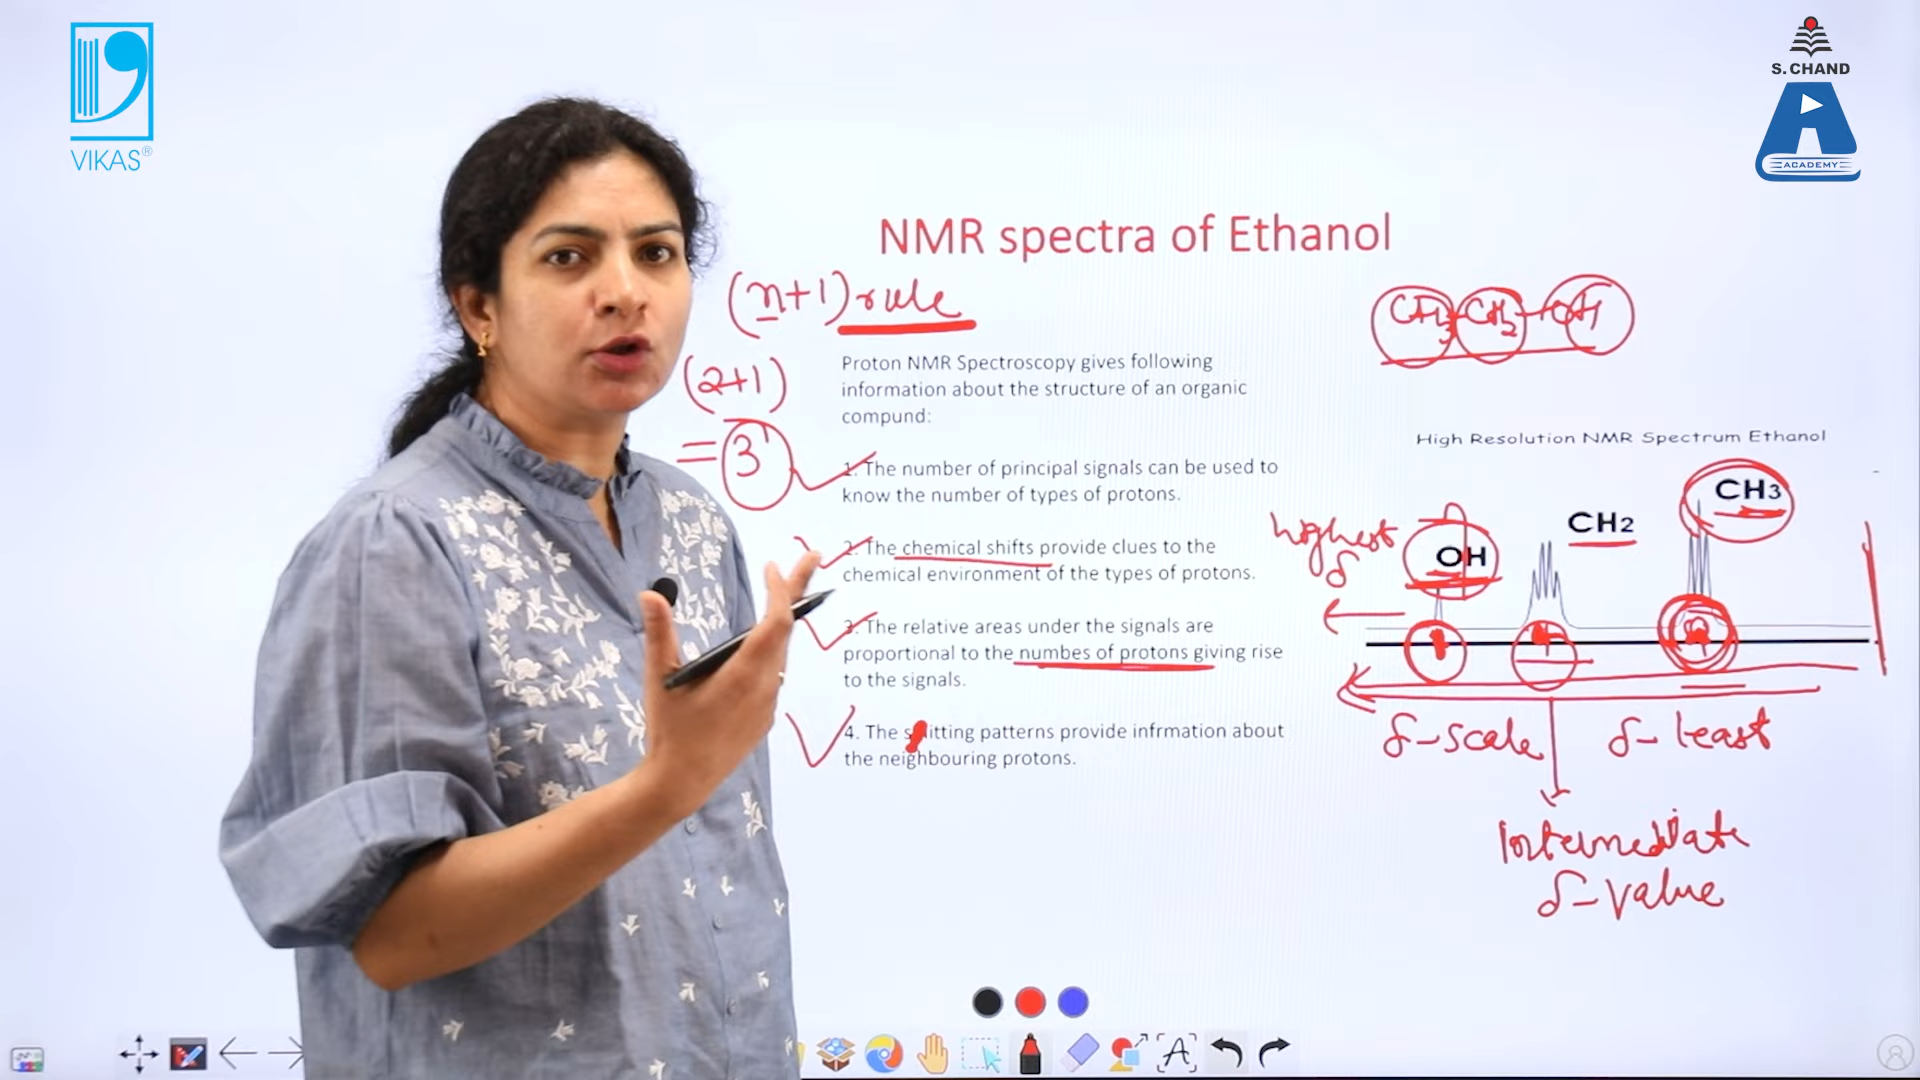 VIKAS®
S. CHAND
ACADEMY
NMR spectra of Ethanol
(n+1) rule
(2+1)
= 3
CH3 CH2 OH
Proton NMR Spectroscopy gives following
information about the structure of an organic
compund:
1. The number of principal signals can be used to
know the number of types of protons.
2. The chemical shifts provide clues to the
chemical environment of the types of protons.
3. The relative areas under the signals are
proportional to the numbes of protons giving rise
to the signals.
4. The splitting patterns provide infrmation about
the neighbouring protons.
High Resolution NMR Spectrum Ethanol
highest
δ
OH
CH2
CH3
δ-scale
δ-least
Intermediate
δ-value